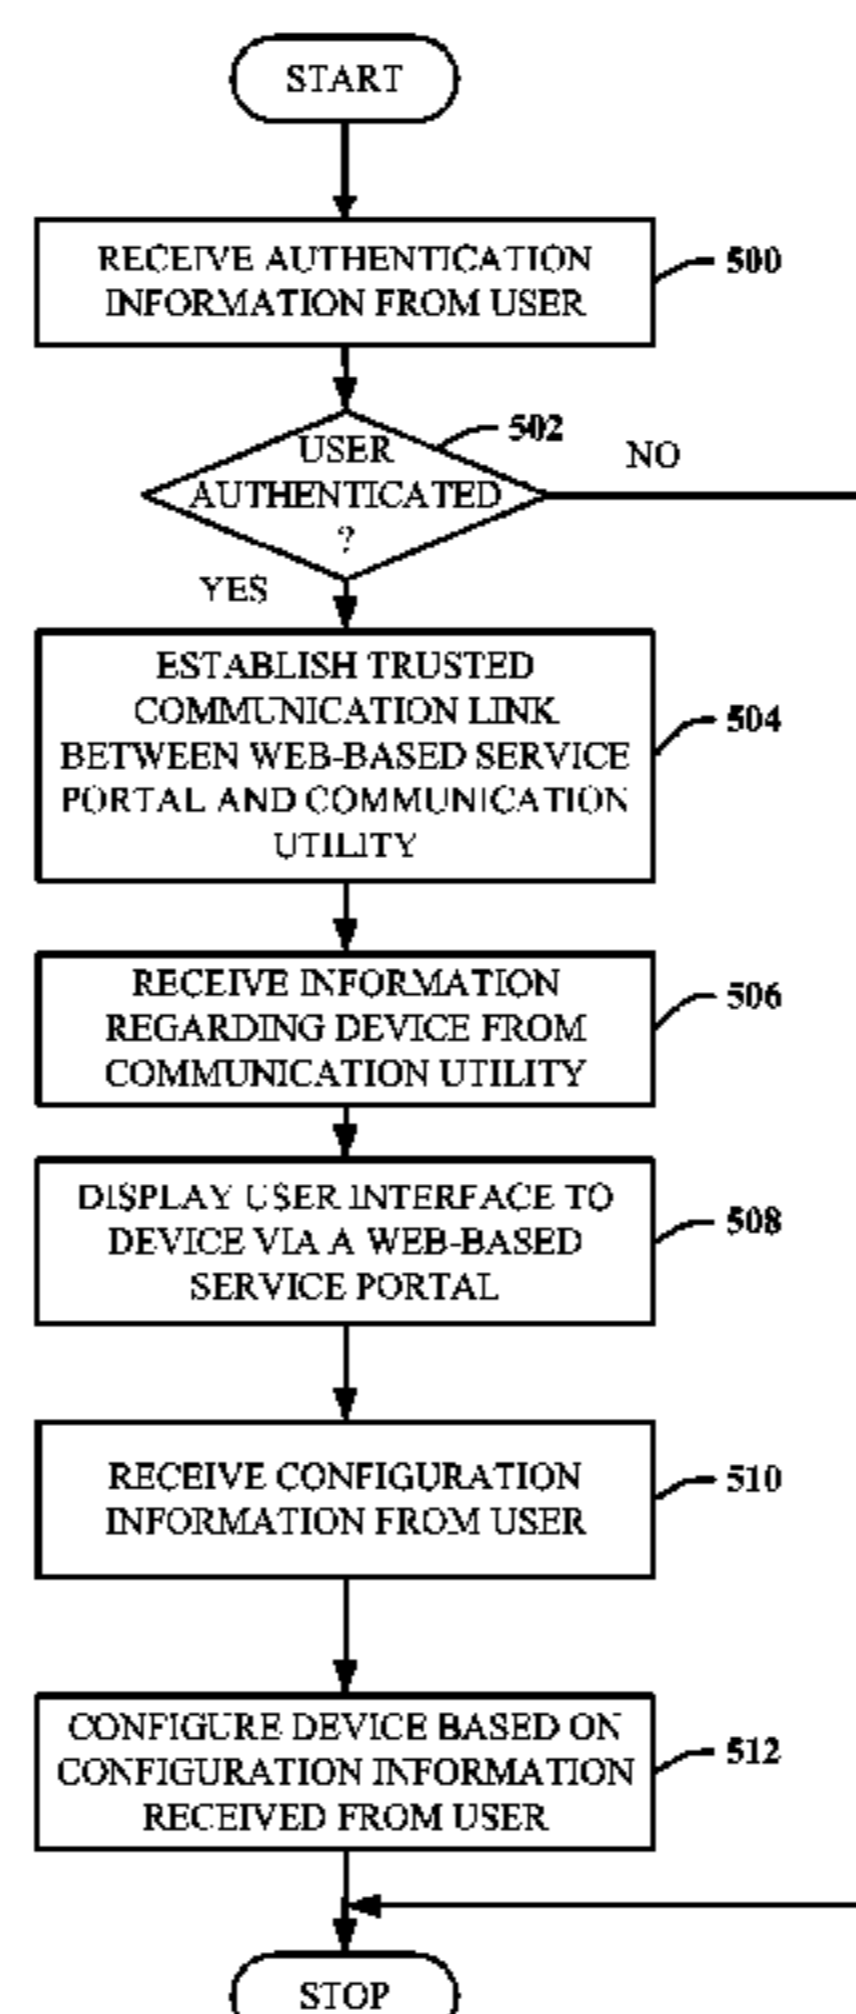 START
RECEIVE AUTHENTICATION
INFORMATION FROM USER
500
502
USER
AUTHENTICATED
?
NO
YES
ESTABLISH TRUSTED
COMMUNICATION LINK
BETWEEN WEB-BASED SERVICE
PORTAL AND COMMUNICATION
UTILITY
504
RECEIVE INFORMATION
REGARDING DEVICE FROM
COMMUNICATION UTILITY
506
DISPLAY USER INTERFACE TO
DEVICE VIA A WEB-BASED
SERVICE PORTAL
508
RECEIVE CONFIGURATION
INFORMATION FROM USER
510
CONFIGURE DEVICE BASED ON
CONFIGURATION INFORMATION
RECEIVED FROM USER
512
STOP